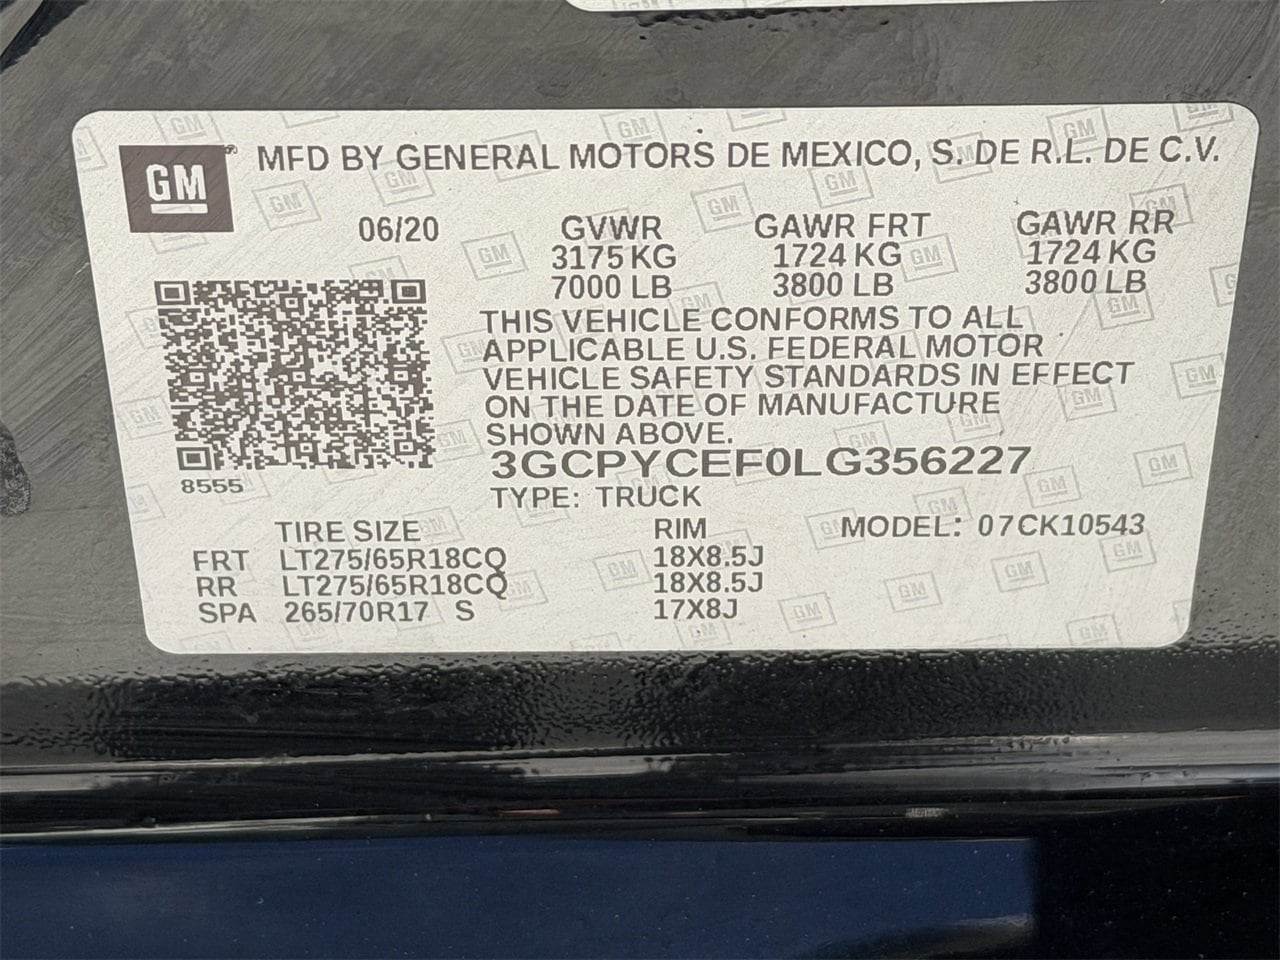 GM MFD BY GENERAL MOTORS DE MEXICO, S. DE R.L. DE C.V.
06/20 GVWR GAWR FRT GAWR RR
3175 KG 1724 KG 1724 KG
7000 LB 3800 LB 3800 LB
THIS VEHICLE CONFORMS TO ALL
APPLICABLE U.S. FEDERAL MOTOR
VEHICLE SAFETY STANDARDS IN EFFECT
ON THE DATE OF MANUFACTURE
SHOWN ABOVE.
3GCPYCEF0LG356227
8555
TYPE: TRUCK
TIRE SIZE RIM MODEL: 07CK10543
FRT LT275/65R18CQ 18X8.5J
RR LT275/65R18CQ 18X8.5J
SPA 265/70R17 S 17X8J